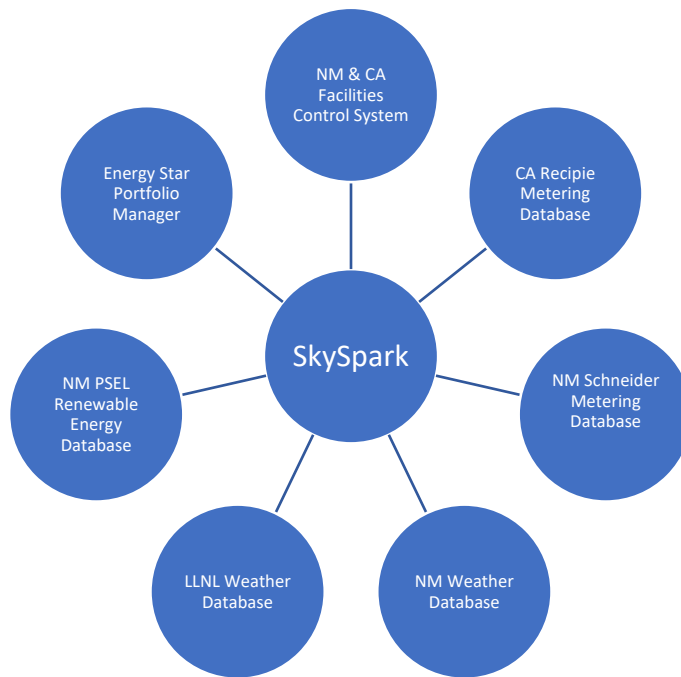 NM & CA
Facilities
Control System
Energy Star
Portfolio
Manager
CA Recipie
Metering
Database
SkySpark
NM PSEL
Renewable
Energy
Database
NM Schneider
Metering
Database
LLNL Weather
Database
NM Weather
Database